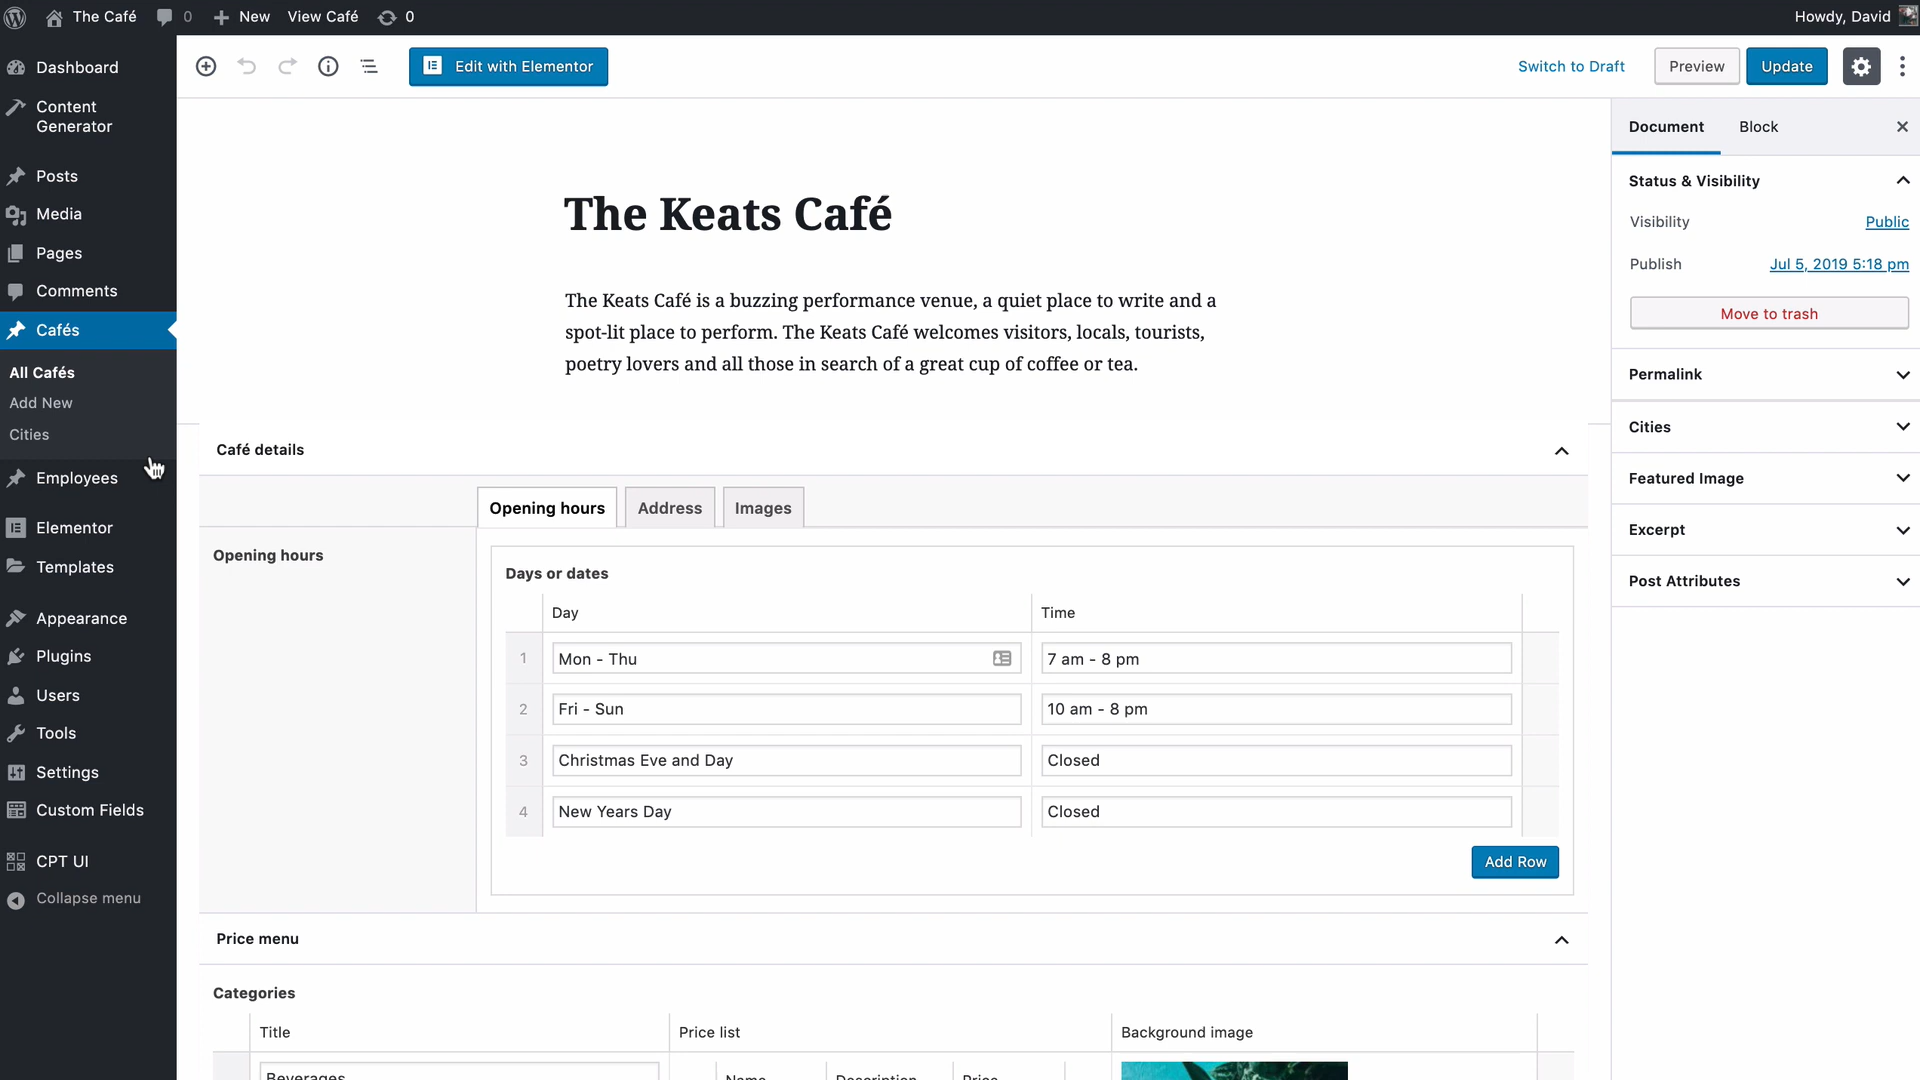 The Café 0 New View Café 0 Howdy, David
Dashboard
Content
Generator
Posts
Media
Pages
Comments
Cafés
All Cafés
Add New
Cities
Employees
Elementor
Templates
Appearance
Plugins
Users
Tools
Settings
Custom Fields
CPT UI
Collapse menu
Edit with Elementor
Switch to Draft Preview Update
The Keats Café
The Keats Café is a buzzing performance venue, a quiet place to write and a
spot-lit place to perform. The Keats Café welcomes visitors, locals, tourists,
poetry lovers and all those in search of a great cup of coffee or tea.
Café details
Opening hours Address Images
Opening hours
Days or dates
Day Time
1 Mon - Thu 7 am - 8 pm
2 Fri - Sun 10 am - 8 pm
3 Christmas Eve and Day Closed
4 New Years Day Closed
Add Row
Price menu
Categories
Title Price list Background image
Beverages Name Description Price
Document Block
Status & Visibility
Visibility Public
Publish Jul 5, 2019 5:18 pm
Move to trash
Permalink
Cities
Featured Image
Excerpt
Post Attributes